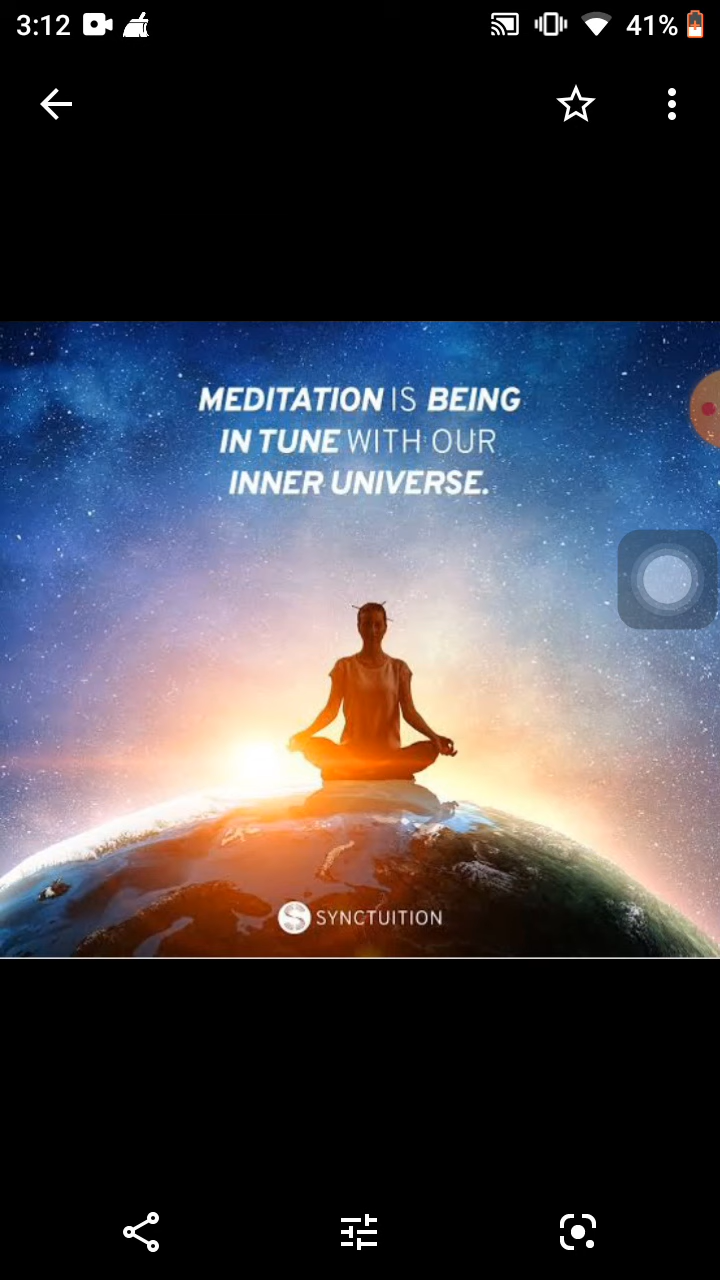 3:12
41%
MEDITATION IS BEING
IN TUNE WITH OUR
INNER UNIVERSE.
SYNCTUITION